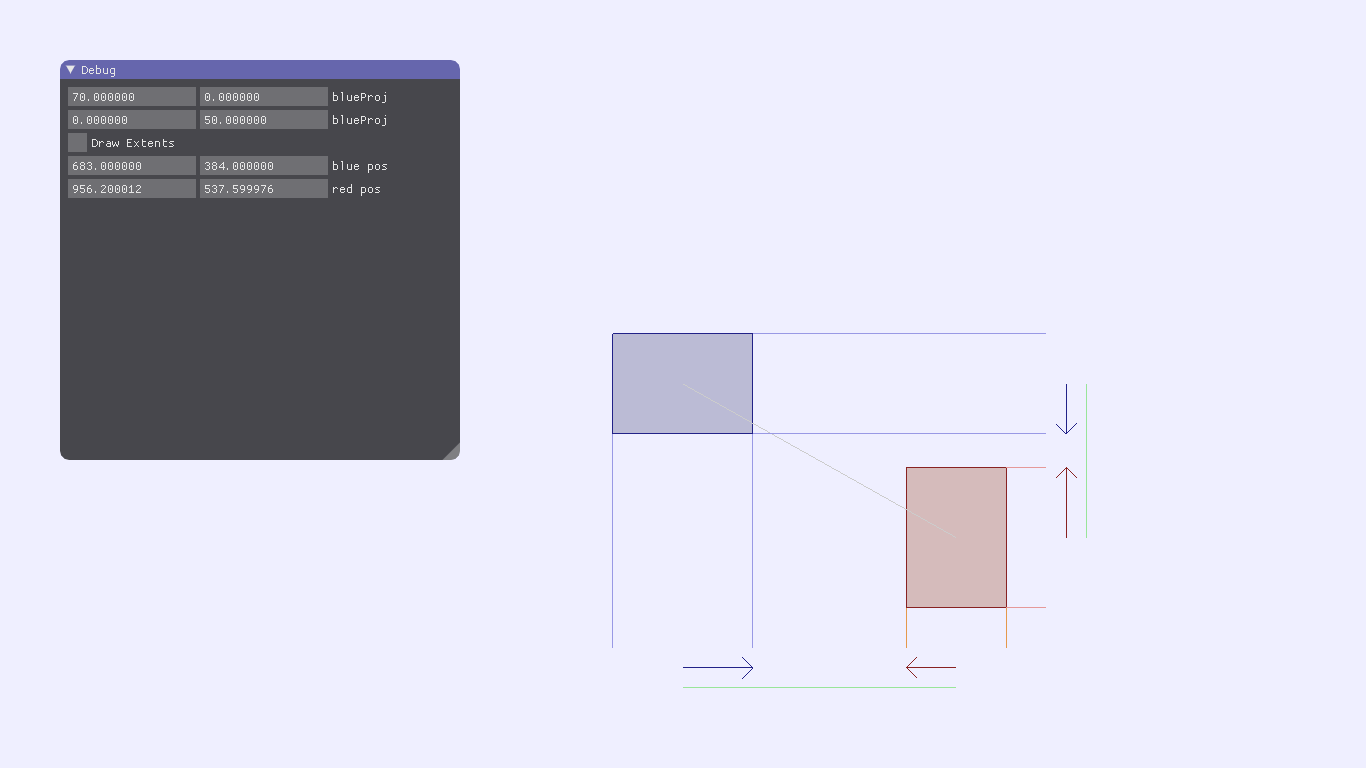 Debug
70.000000 0.000000 blueProj
0.000000 50.000000 blueProj
Draw Extents
683.000000 384.000000 blue pos
956.200012 537.599976 red pos